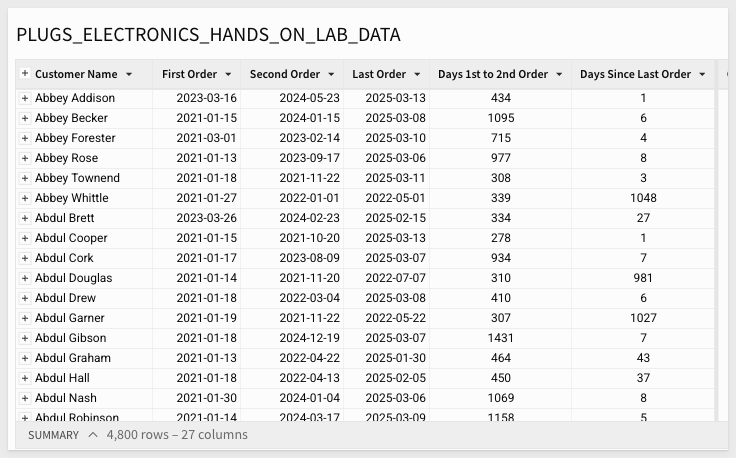 PLUGS_ELECTRONICS_HANDS_ON_LAB_DATA
Customer Name First Order Second Order Last Order Days 1st to 2nd Order Days Since Last Order
Abbey Addison 2023-03-16 2024-05-23 2025-03-13 434 1
Abbey Becker 2021-01-15 2024-01-15 2025-03-08 1095 6
Abbey Forester 2021-03-01 2023-02-14 2025-03-10 715 4
Abbey Rose 2021-01-13 2023-09-17 2025-03-06 977 8
Abbey Townend 2021-01-18 2021-11-22 2025-03-11 308 3
Abbey Whittle 2021-01-27 2022-01-01 2022-05-01 339 1048
Abdul Brett 2023-03-26 2024-02-23 2025-02-15 334 27
Abdul Cooper 2021-01-15 2021-10-20 2025-03-13 278 1
Abdul Cork 2021-01-17 2023-08-09 2025-03-07 934 7
Abdul Douglas 2021-01-14 2021-11-20 2022-07-07 310 981
Abdul Drew 2021-01-18 2022-03-04 2025-03-08 410 6
Abdul Garner 2021-01-19 2021-11-22 2022-05-22 307 1027
Abdul Gibson 2021-01-18 2024-12-19 2025-03-07 1431 7
Abdul Graham 2021-01-13 2022-04-22 2025-01-30 464 43
Abdul Hall 2021-01-18 2022-04-13 2025-02-05 450 37
Abdul Nash 2021-01-30 2024-01-04 2025-03-06 1069 8
Abdul Robinson 2021-01-14 2024-03-17 2025-03-09 1158 5
SUMMARY 4,800 rows – 27 columns